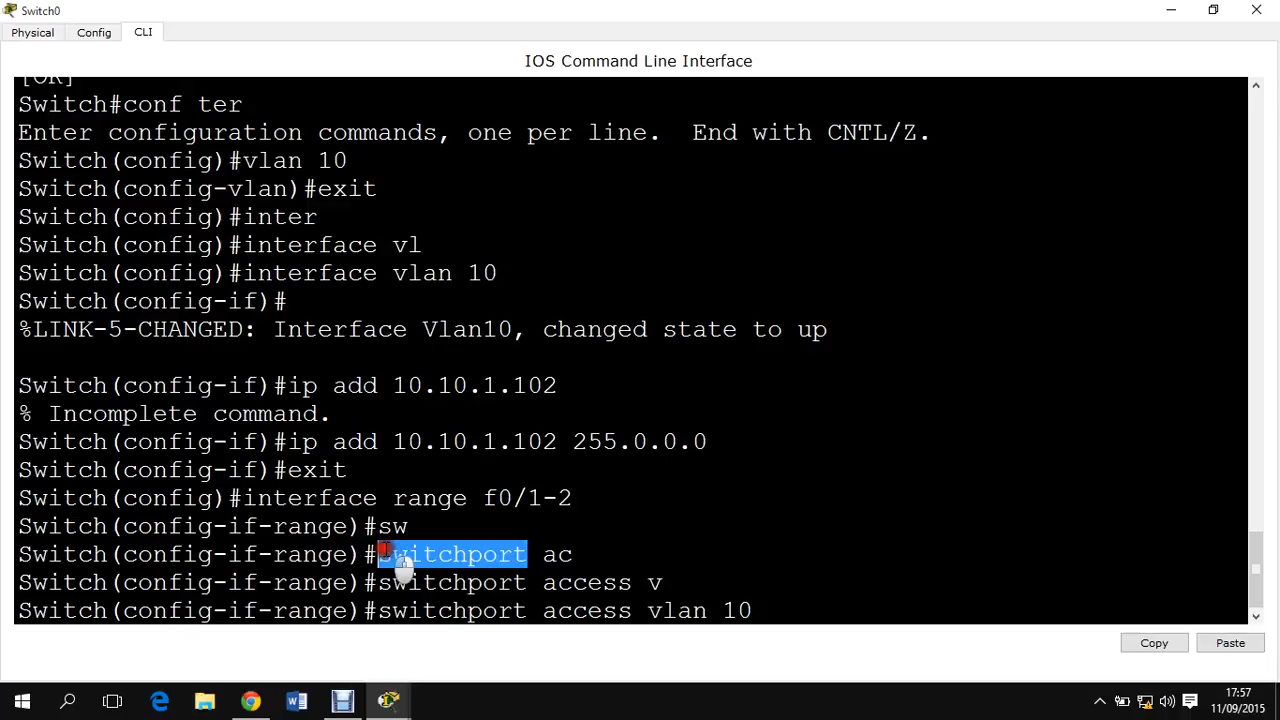 Switch0
Physical Config CLI
IOS Command Line Interface
[OK]
Switch#conf ter
Enter configuration commands, one per line.  End with CNTL/Z.
Switch(config)#vlan 10
Switch(config-vlan)#exit
Switch(config)#inter
Switch(config)#interface vl
Switch(config)#interface vlan 10
Switch(config-if)#
%LINK-5-CHANGED: Interface Vlan10, changed state to up
Switch(config-if)#ip add 10.10.1.102
% Incomplete command.
Switch(config-if)#ip add 10.10.1.102 255.0.0.0
Switch(config-if)#exit
Switch(config)#interface range f0/1-2
Switch(config-if-range)#sw
Switch(config-if-range)#switchport ac
Switch(config-if-range)#switchport access v
Switch(config-if-range)#switchport access vlan 10
Copy Paste
17:57
11/09/2015